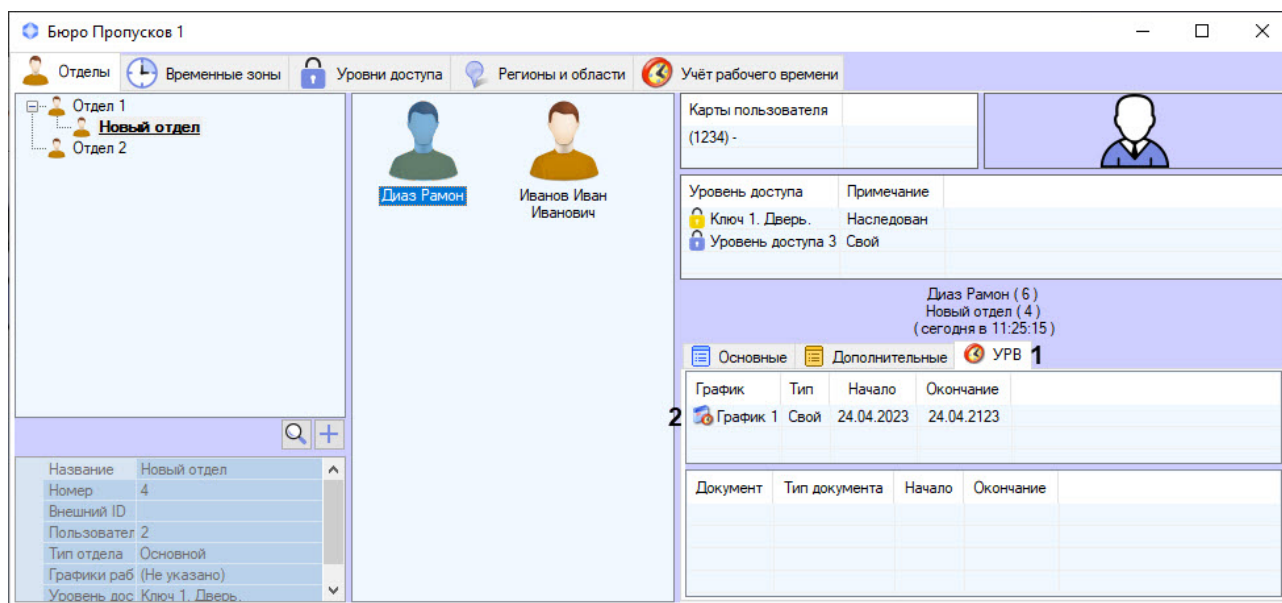 Бюро Пропусков 1
Отделы Временные зоны Уровни доступа Регионы и области Учёт рабочего времени
Отдел 1
Новый отдел
Отдел 2
Диаз Рамон
Иванов Иван
Иванович
Карты пользователя
(1234) -
Уровень доступа Примечание
Ключ 1. Дверь. Наследован
Уровень доступа 3 Свой
Диаз Рамон ( 6 )
Новый отдел ( 4 )
( сегодня в 11:25:15 )
Основные Дополнительные УРВ 1
График Тип Начало Окончание
2 График 1 Свой 24.04.2023 24.04.2123
Документ Тип документа Начало Окончание
Название Новый отдел
Номер 4
Внешний ID
Пользовател 2
Тип отдела Основной
Графики раб (Не указано)
Уровень дос Ключ 1. Дверь.